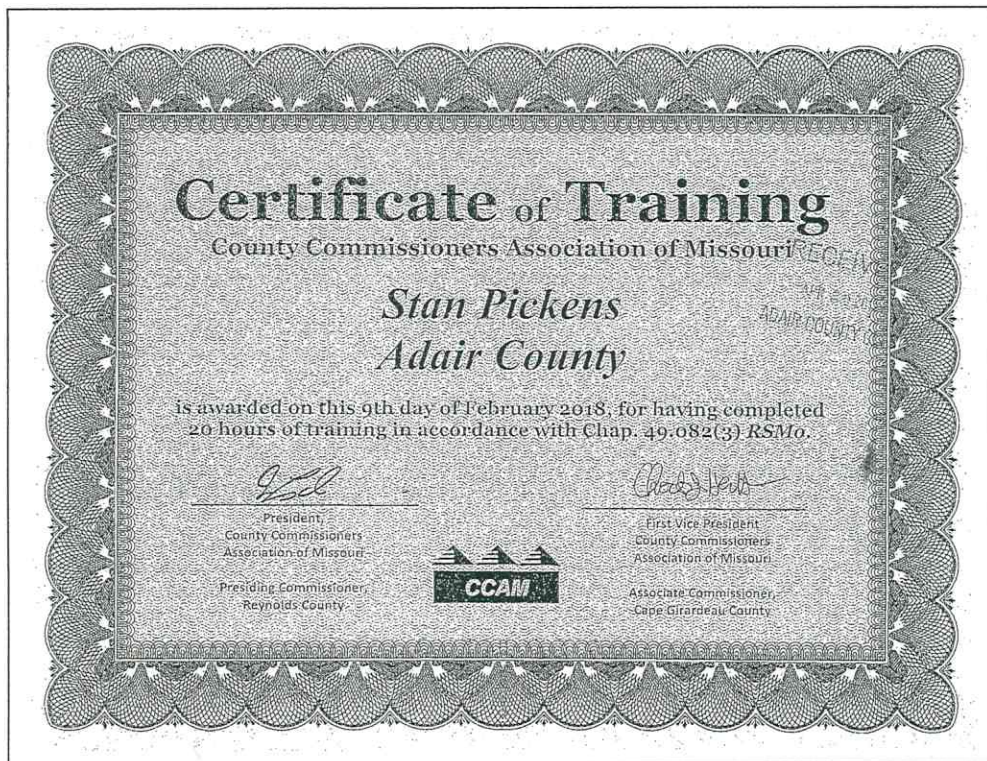 Certificate of Training
County Commissioners Association of Missouri
Stan Pickens
Adair County
is awarded on this 9th day of February 2018, for having completed
20 hours of training in accordance with Chap. 49.082(3) RSMo.
President,
County Commissioners
Association of Missouri
Presiding Commissioner,
Reynolds County
CCAM
First Vice President
County Commissioners
Association of Missouri
Associate Commissioner,
Cape Girardeau County
ADAIR COUNTY